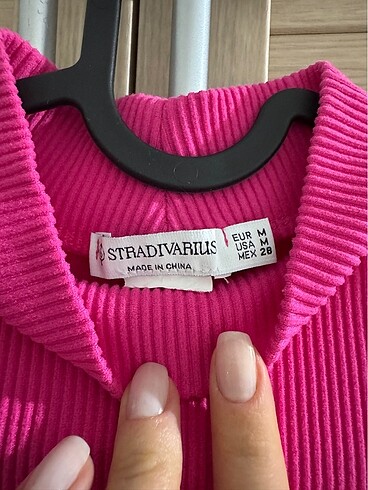 STRADIVARIUS
MADE IN CHINA
EUR M
USA M
MEX 28